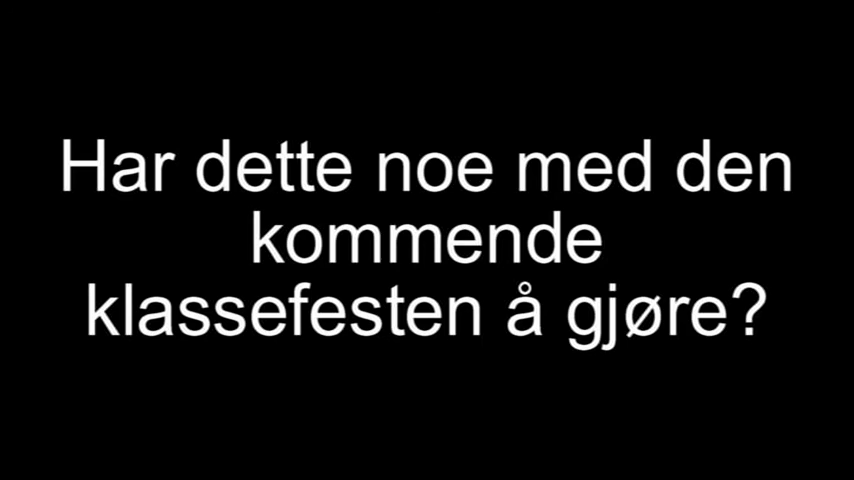 Har dette noe med den
kommende
klassefesten å gjøre?